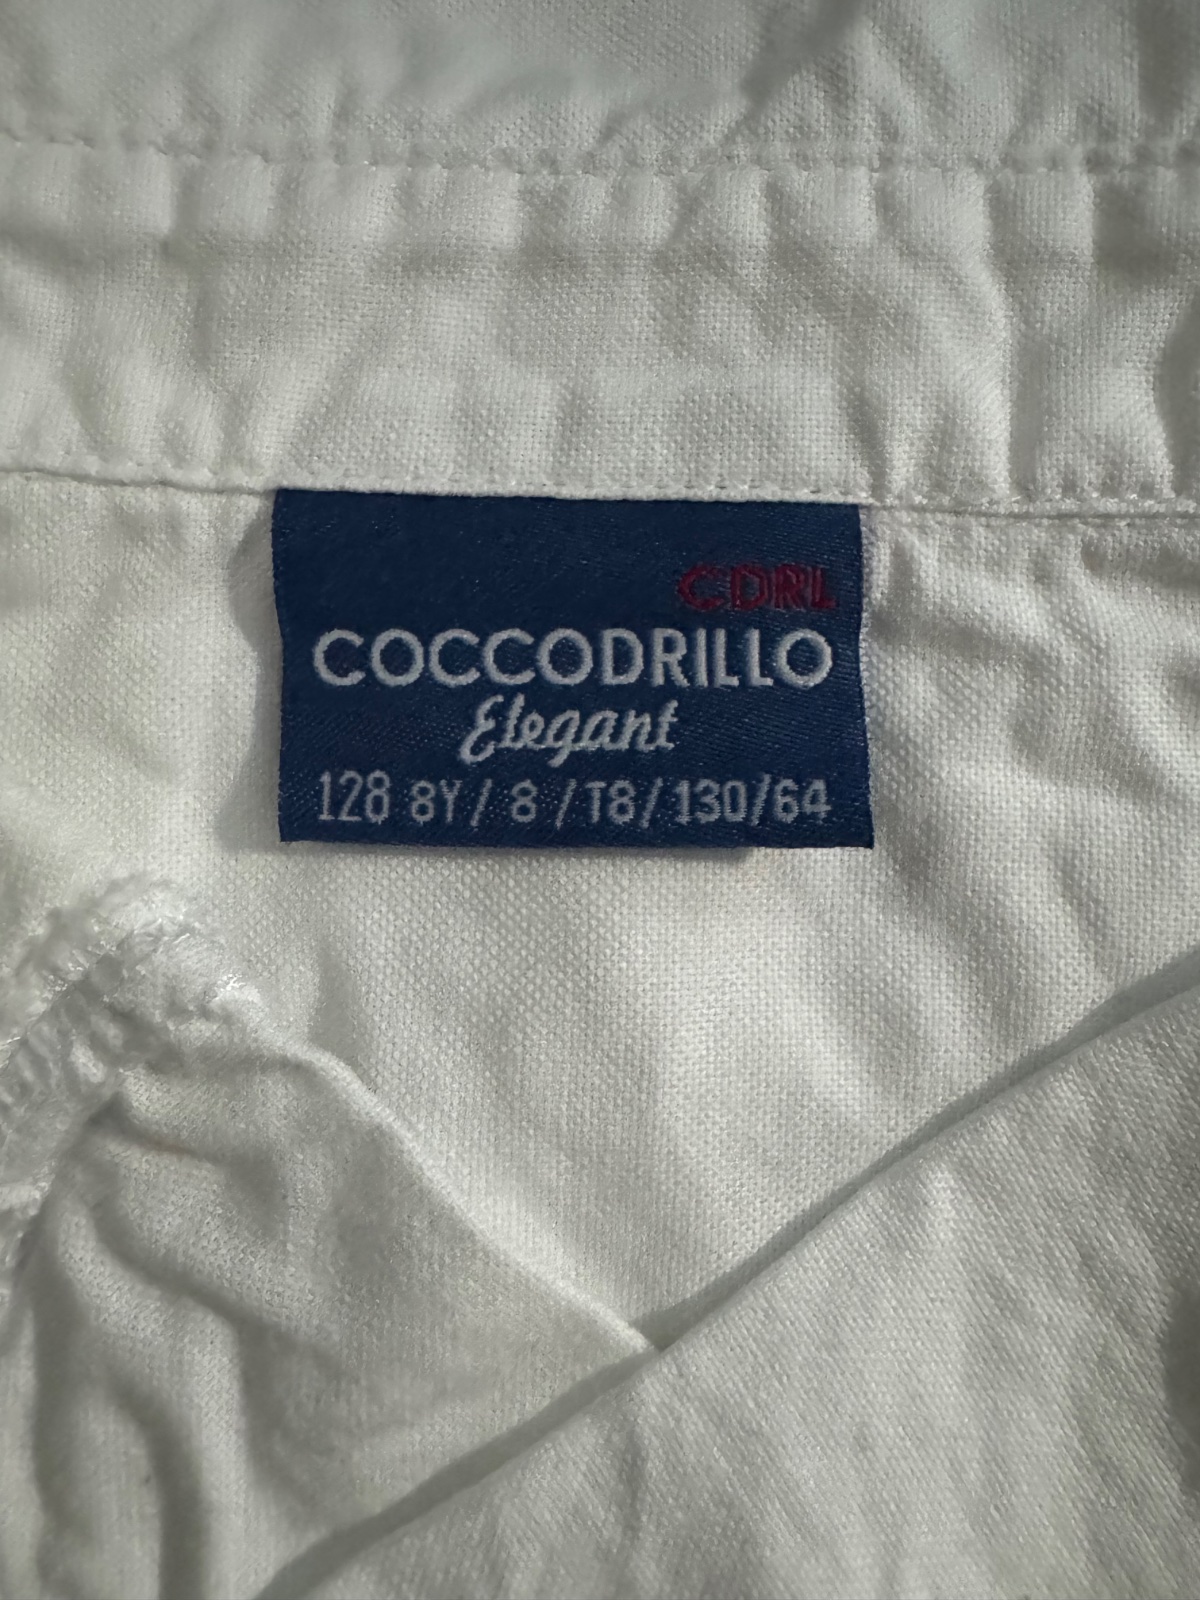 CDRL
COCCODRILLO
Elegant
128 8Y / 8 / T8 / 130/64